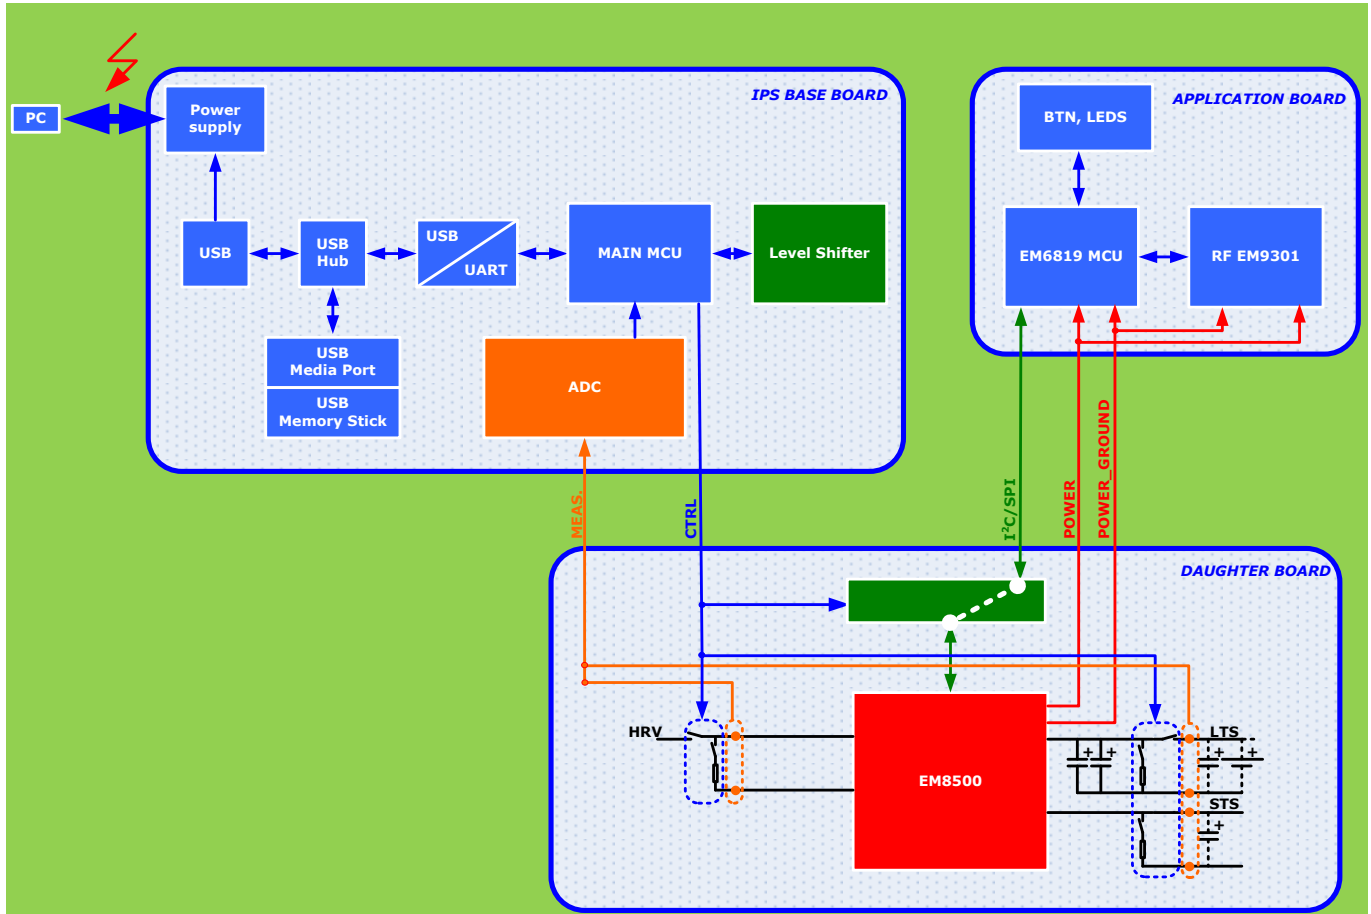 IPS BASE BOARD
PC
Power
supply
USB
USB
Hub
USB
UART
MAIN MCU
Level Shifter
USB
Media Port
USB
Memory Stick
ADC
APPLICATION BOARD
BTN, LEDS
EM6819 MCU
RF EM9301
MEAS.
CTRL
I²C/SPI
POWER
POWER_GROUND
DAUGHTER BOARD
HRV
EM8500
LTS
+
+
+
+
STS
+